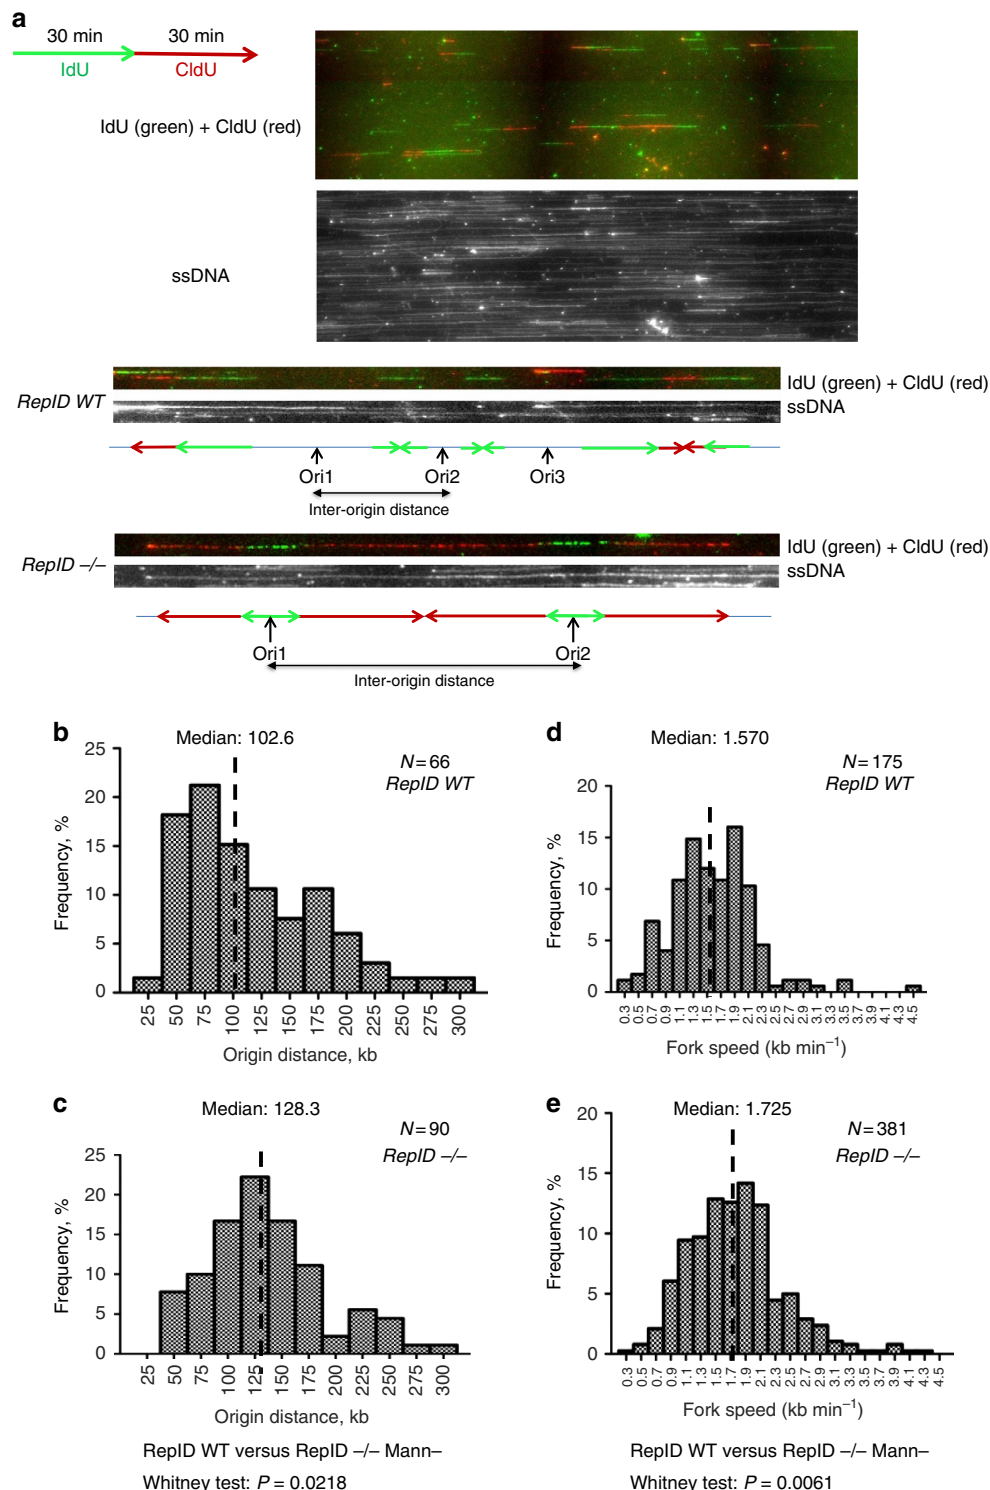 a
30 min 30 min
IdU CldU
IdU (green) + CldU (red)
ssDNA
RepID WT
IdU (green) + CldU (red)
ssDNA
Ori1 Ori2 Ori3
Inter-origin distance
RepID –/–
IdU (green) + CldU (red)
ssDNA
Ori1 Ori2
Inter-origin distance
b
Median: 102.6
N = 66
RepID WT
Frequency, %
25
20
15
10
5
0
25 50 75 100 125 150 175 200 225 250 275 300
Origin distance, kb
d
Median: 1.570
N = 175
RepID WT
Frequency, %
20
15
10
5
0
0.3 0.5 0.7 0.9 1.1 1.3 1.5 1.7 1.9 2.1 2.3 2.5 2.7 2.9 3.1 3.3 3.5 3.7 3.9 4.1 4.3 4.5
Fork speed (kb min⁻¹)
c
Median: 128.3
N = 90
RepID –/–
Frequency, %
25
20
15
10
5
0
25 50 75 100 125 150 175 200 225 250 275 300
Origin distance, kb
RepID WT versus RepID –/– Mann–
Whitney test: P = 0.0218
e
Median: 1.725
N = 381
RepID –/–
Frequency, %
20
15
10
5
0
0.3 0.5 0.7 0.9 1.1 1.3 1.5 1.7 1.9 2.1 2.3 2.5 2.7 2.9 3.1 3.3 3.5 3.7 3.9 4.1 4.3 4.5
Fork speed (kb min⁻¹)
RepID WT versus RepID –/– Mann–
Whitney test: P = 0.0061